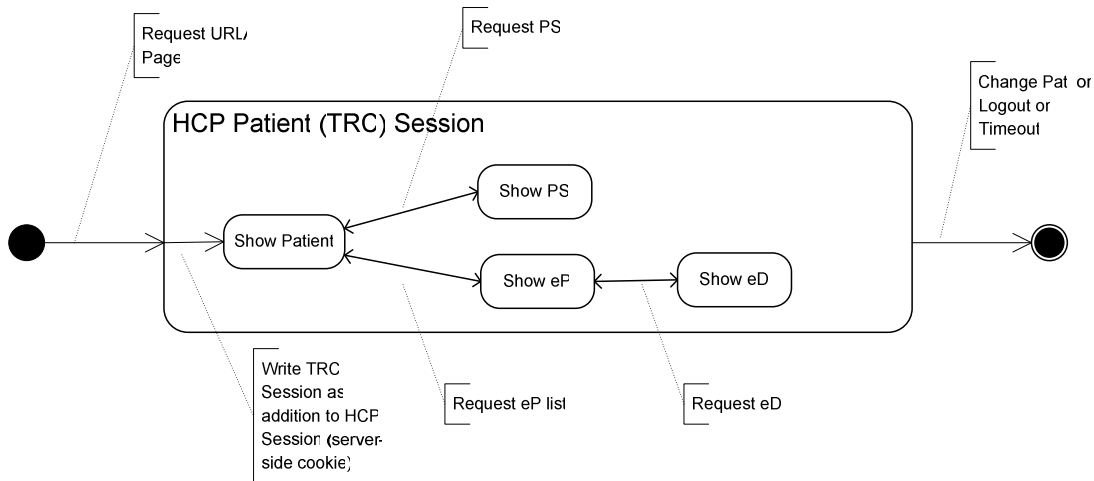 Request URL/
Page
Request PS
Change Pat or
Logout or
Timeout
HCP Patient (TRC) Session
Show PS
Show Patient
Show eP
Show eD
Write TRC
Session as
addition to HCP
Session (server-
side cookie)
Request eP list
Request eD